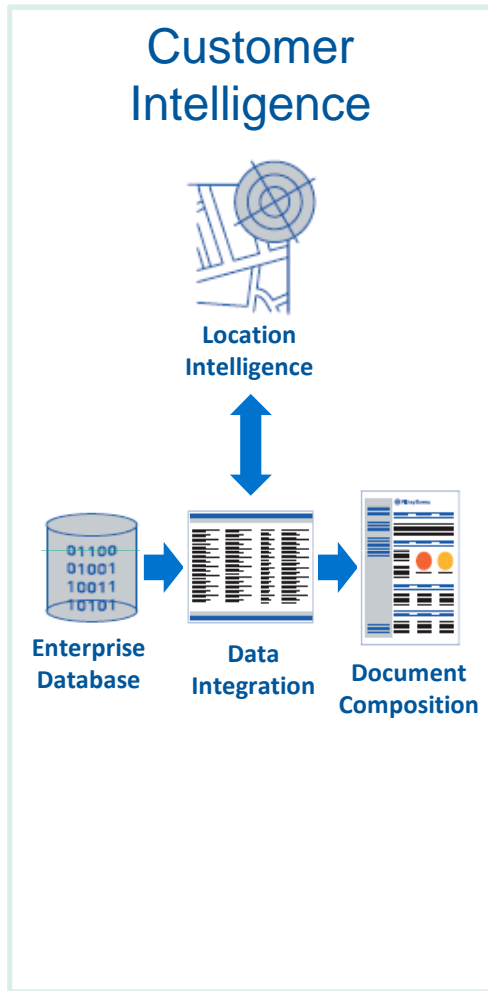 Customer
Intelligence
Location
Intelligence
01100
01001
10011
10101
Enterprise
Database
Data
Integration
Document
Composition